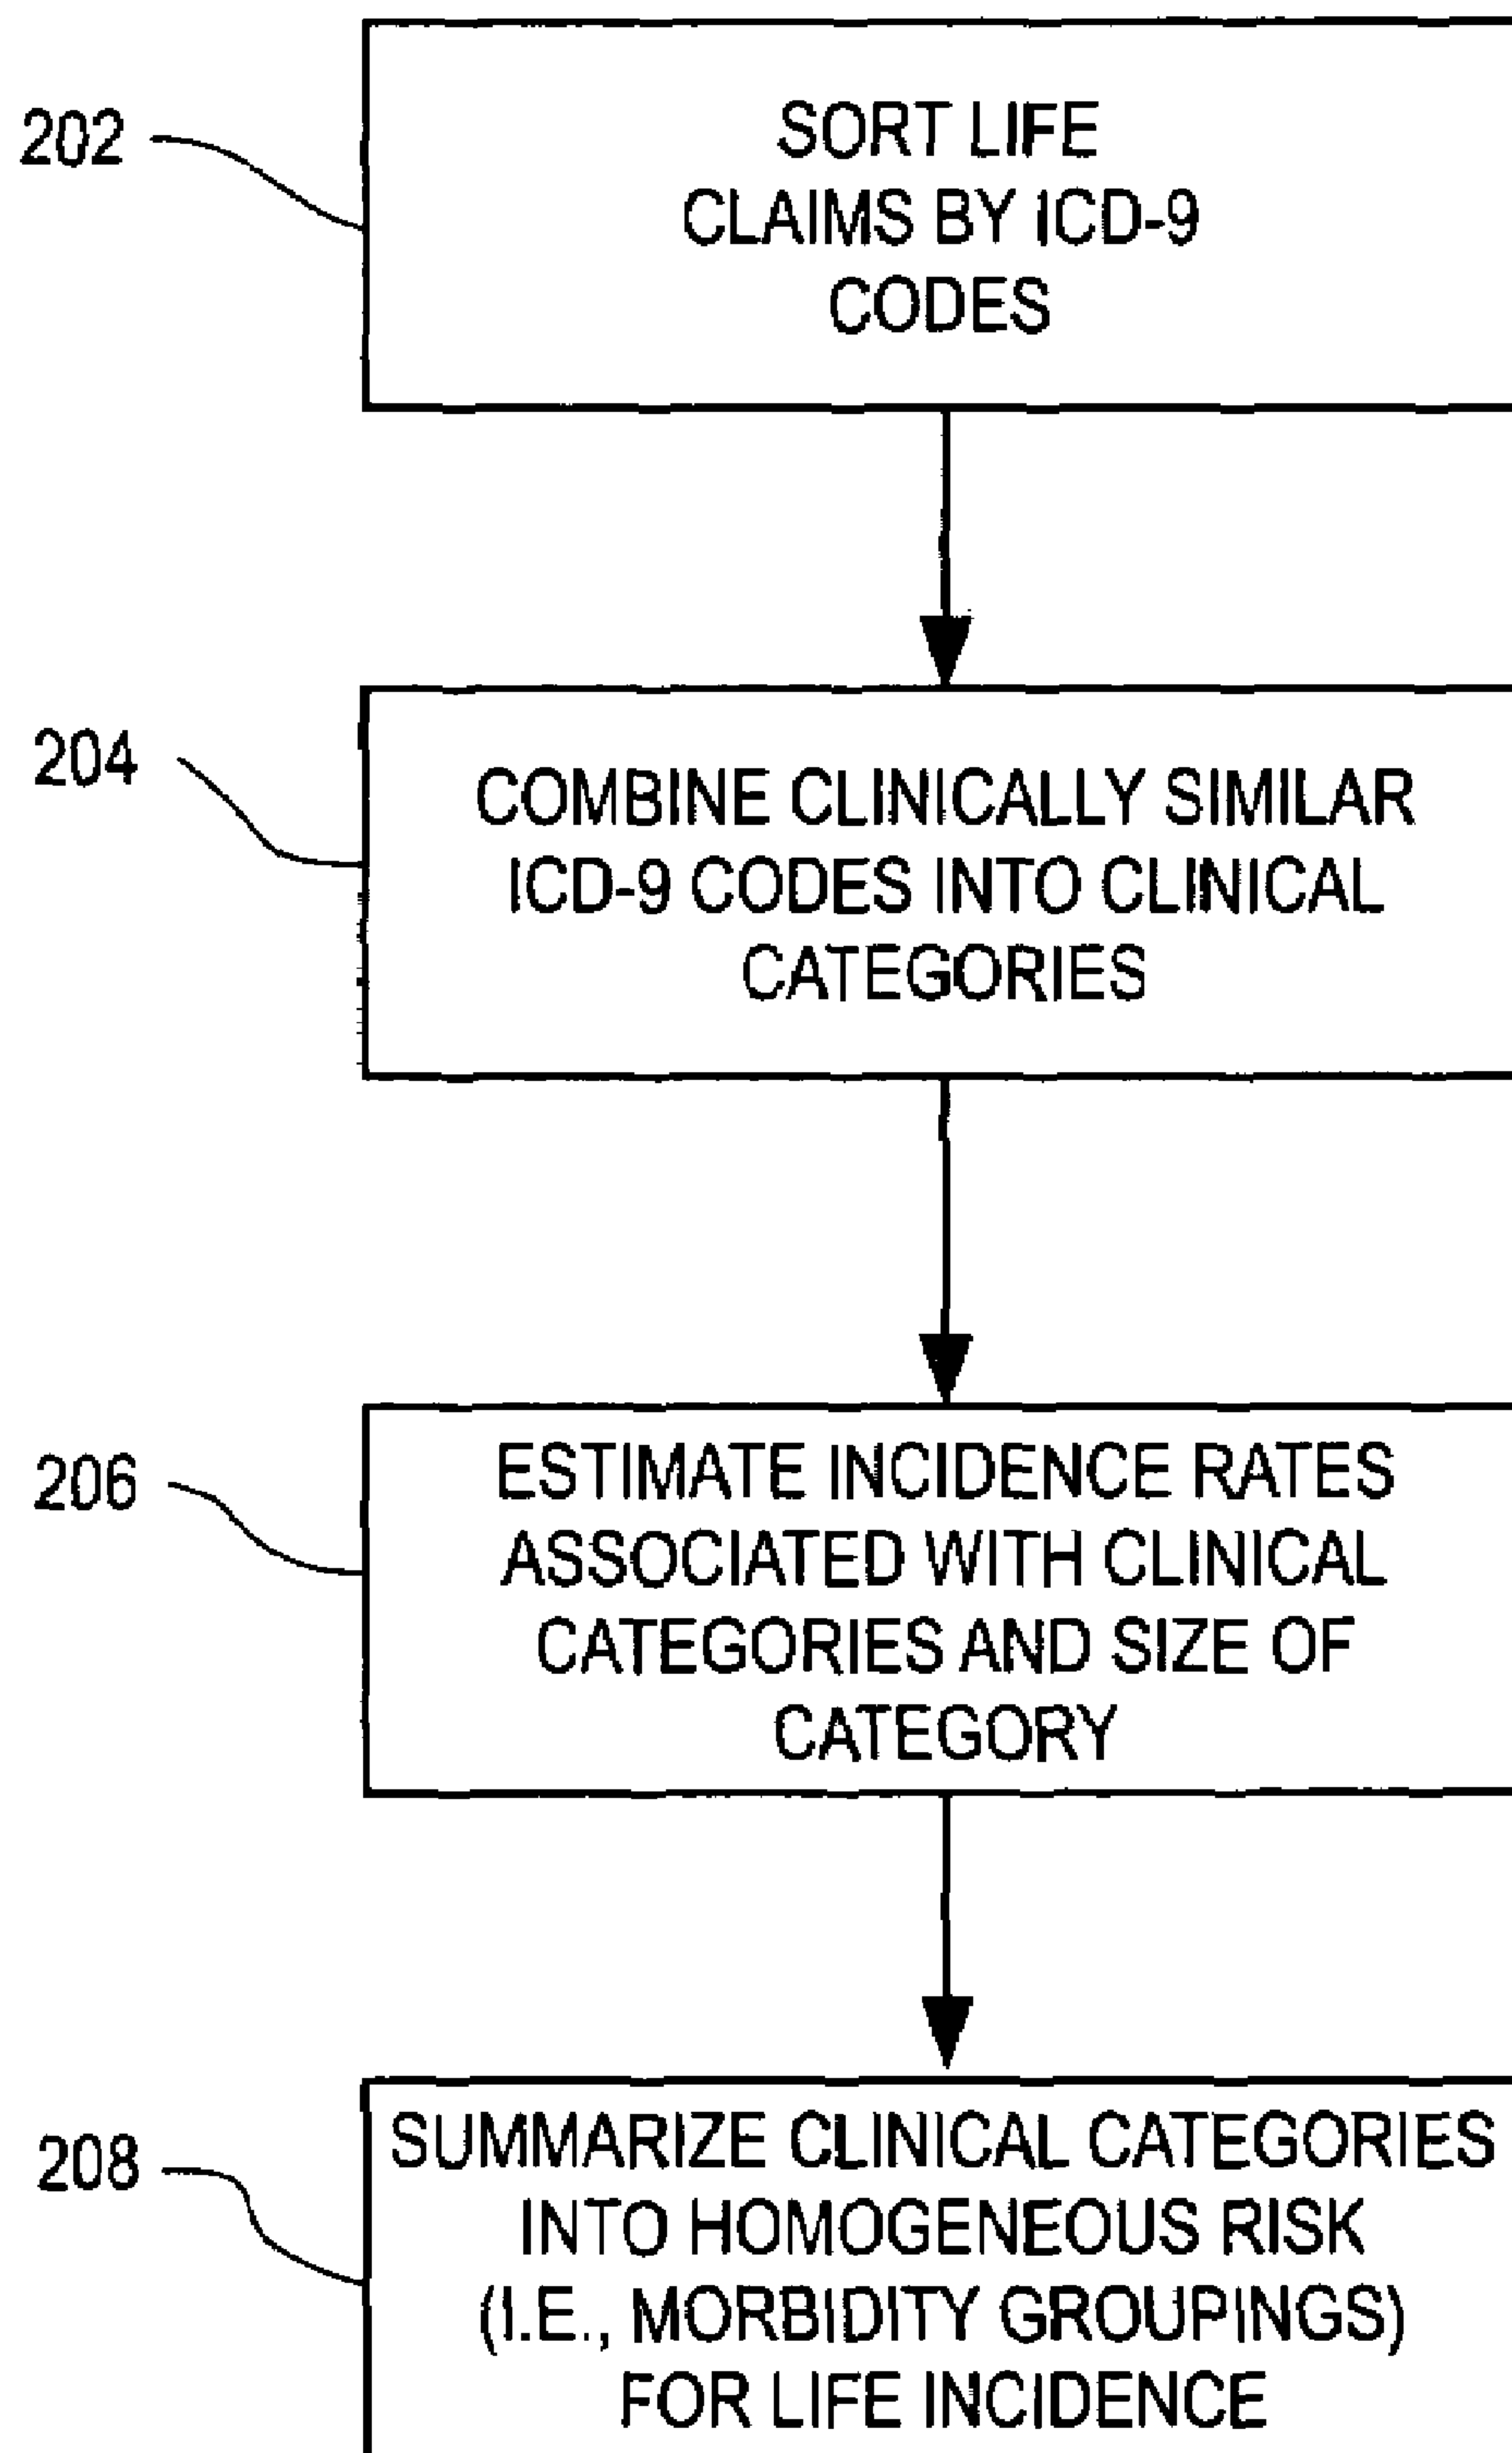 202
SORT LIFE
CLAIMS BY ICD-9
CODES
204
COMBINE CLINICALLY SIMILAR
ICD-9 CODES INTO CLINICAL
CATEGORIES
206
ESTIMATE INCIDENCE RATES
ASSOCIATED WITH CLINICAL
CATEGORIES AND SIZE OF
CATEGORY
208
SUMMARIZE CLINICAL CATEGORIES
INTO HOMOGENEOUS RISK
(I.E., MORBIDITY GROUPINGS)
FOR LIFE INCIDENCE